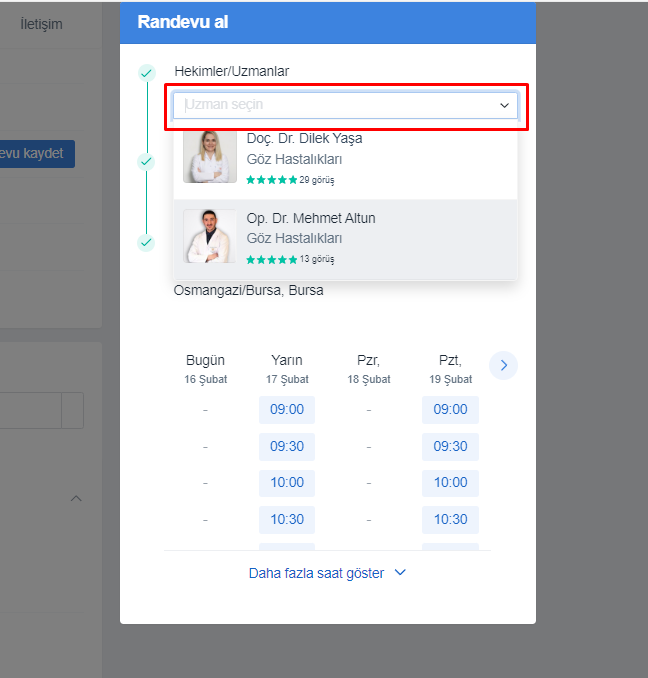 İletişim
Randevu al
Hekimler/Uzmanlar
Uzman seçin
evu kaydet
Doç. Dr. Dilek Yaşa
Göz Hastalıkları
29 görüş
Op. Dr. Mehmet Altun
Göz Hastalıkları
13 görüş
Osmangazi/Bursa, Bursa
Bugün Yarın Pzr, Pzt,
16 Şubat 17 Şubat 18 Şubat 19 Şubat
- 09:00 - 09:00
- 09:30 - 09:30
- 10:00 - 10:00
- 10:30 - 10:30
Daha fazla saat göster